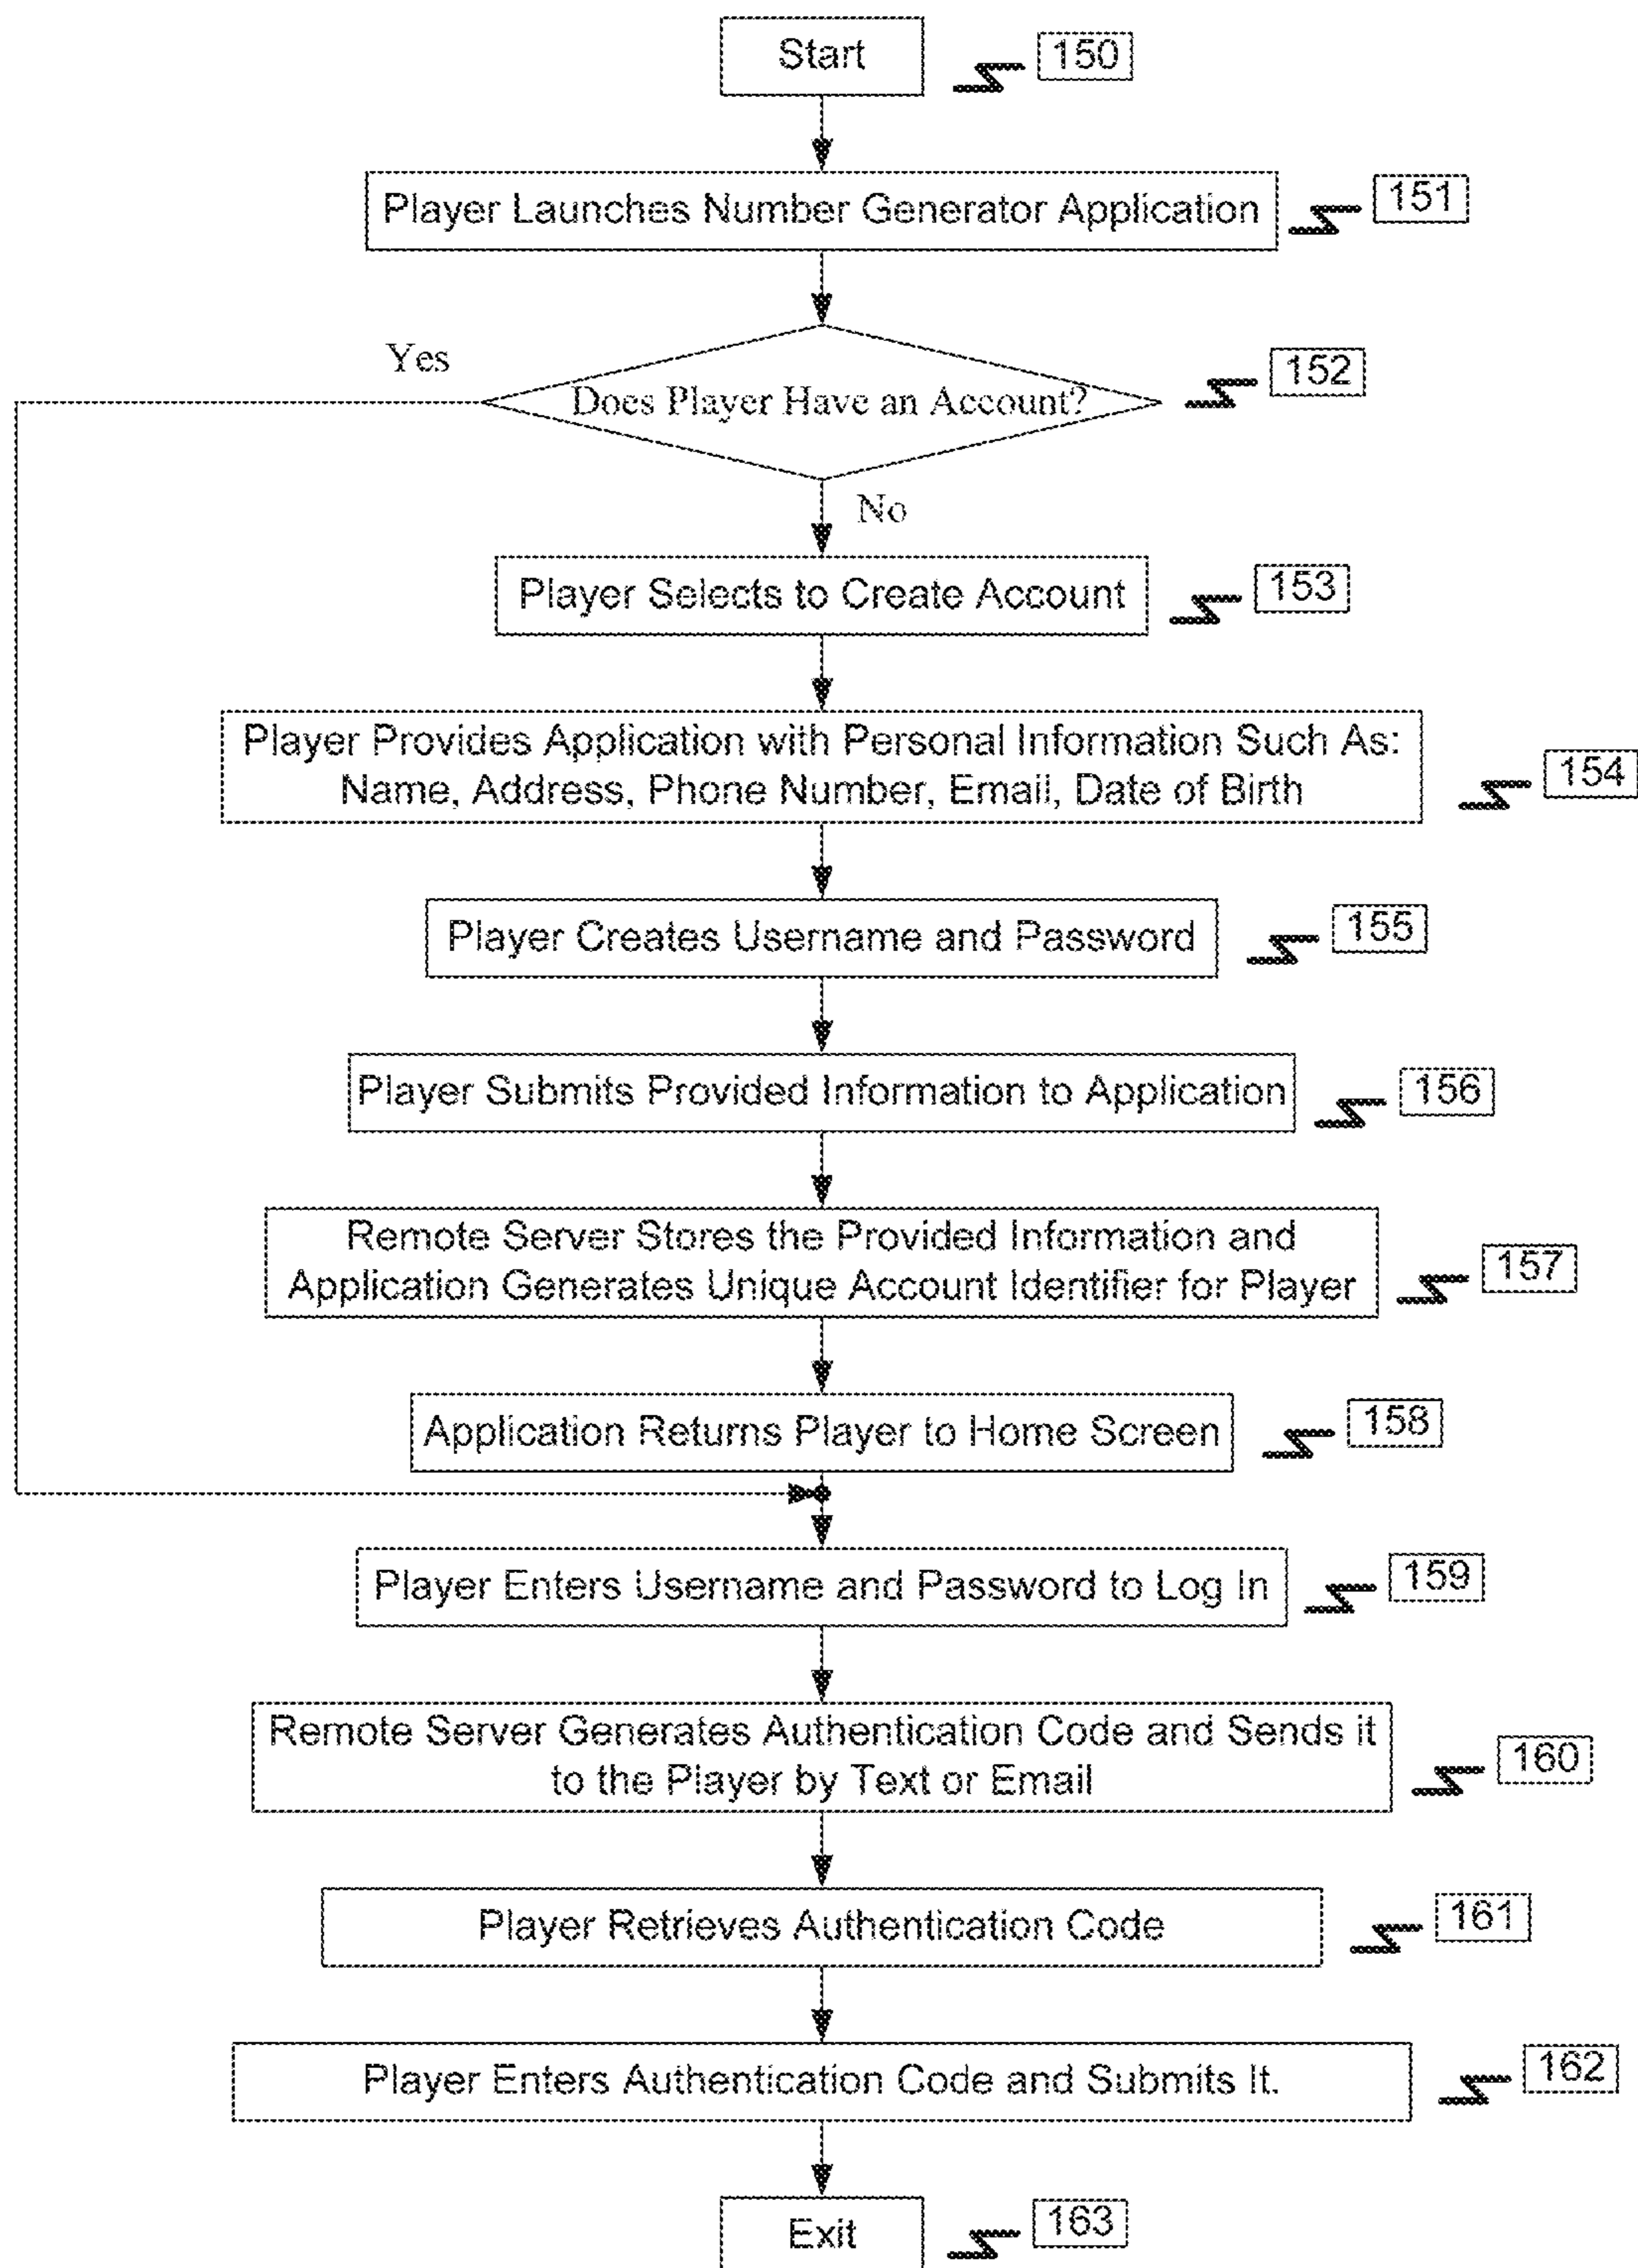 Start
150
Player Launches Number Generator Application
151
Yes
Does Player Have an Account?
152
No
Player Selects to Create Account
153
Player Provides Application with Personal Information Such As:
Name, Address, Phone Number, Email, Date of Birth
154
Player Creates Username and Password
155
Player Submits Provided Information to Application
156
Remote Server Stores the Provided Information and
Application Generates Unique Account Identifier for Player
157
Application Returns Player to Home Screen
158
Player Enters Username and Password to Log In
159
Remote Server Generates Authentication Code and Sends it
to the Player by Text or Email
160
Player Retrieves Authentication Code
161
Player Enters Authentication Code and Submits It.
162
Exit
163